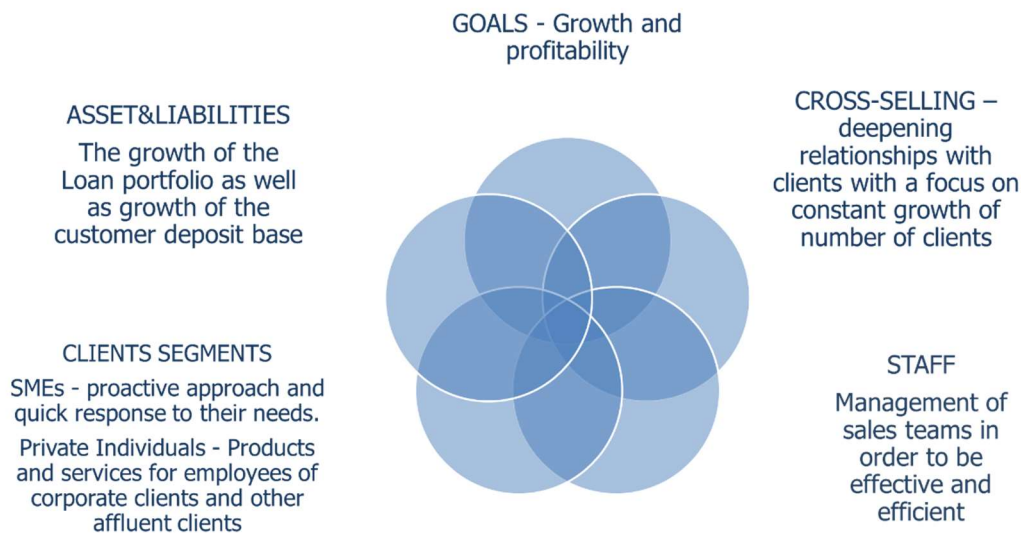 GOALS - Growth and
profitability
ASSET&LIABILITIES
The growth of the
Loan portfolio as well
as growth of the
customer deposit base
CROSS-SELLING –
deepening
relationships with
clients with a focus on
constant growth of
number of clients
CLIENTS SEGMENTS
SMEs - proactive approach and
quick response to their needs.
Private Individuals - Products
and services for employees of
corporate clients and other
affluent clients
STAFF
Management of
sales teams in
order to be
effective and
efficient